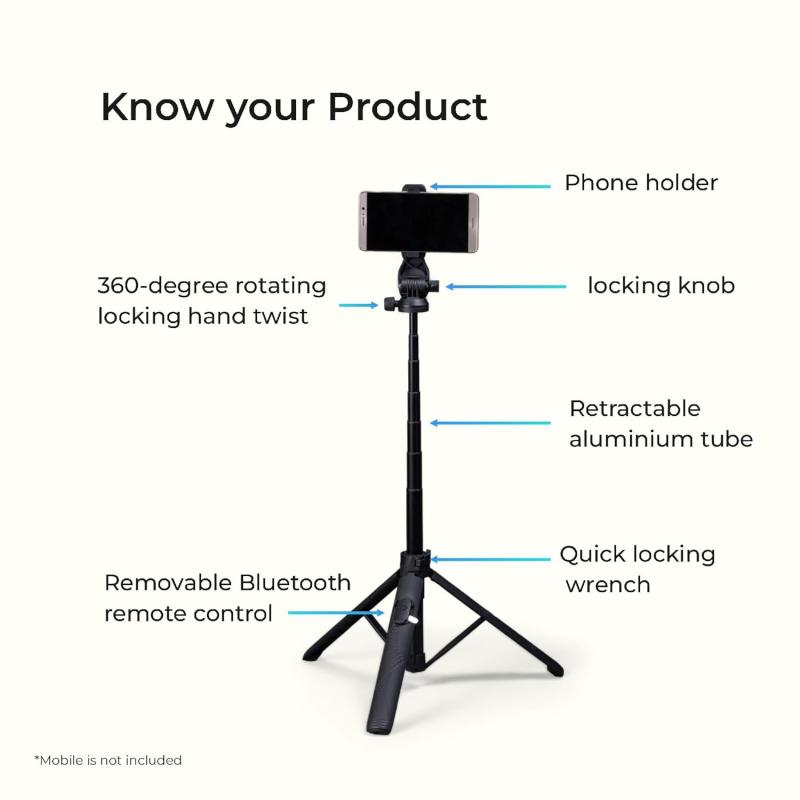 Know your Product
Phone holder
360-degree rotating
locking hand twist
locking knob
Retractable
aluminium tube
Quick locking
wrench
Removable Bluetooth
remote control
*Mobile is not included